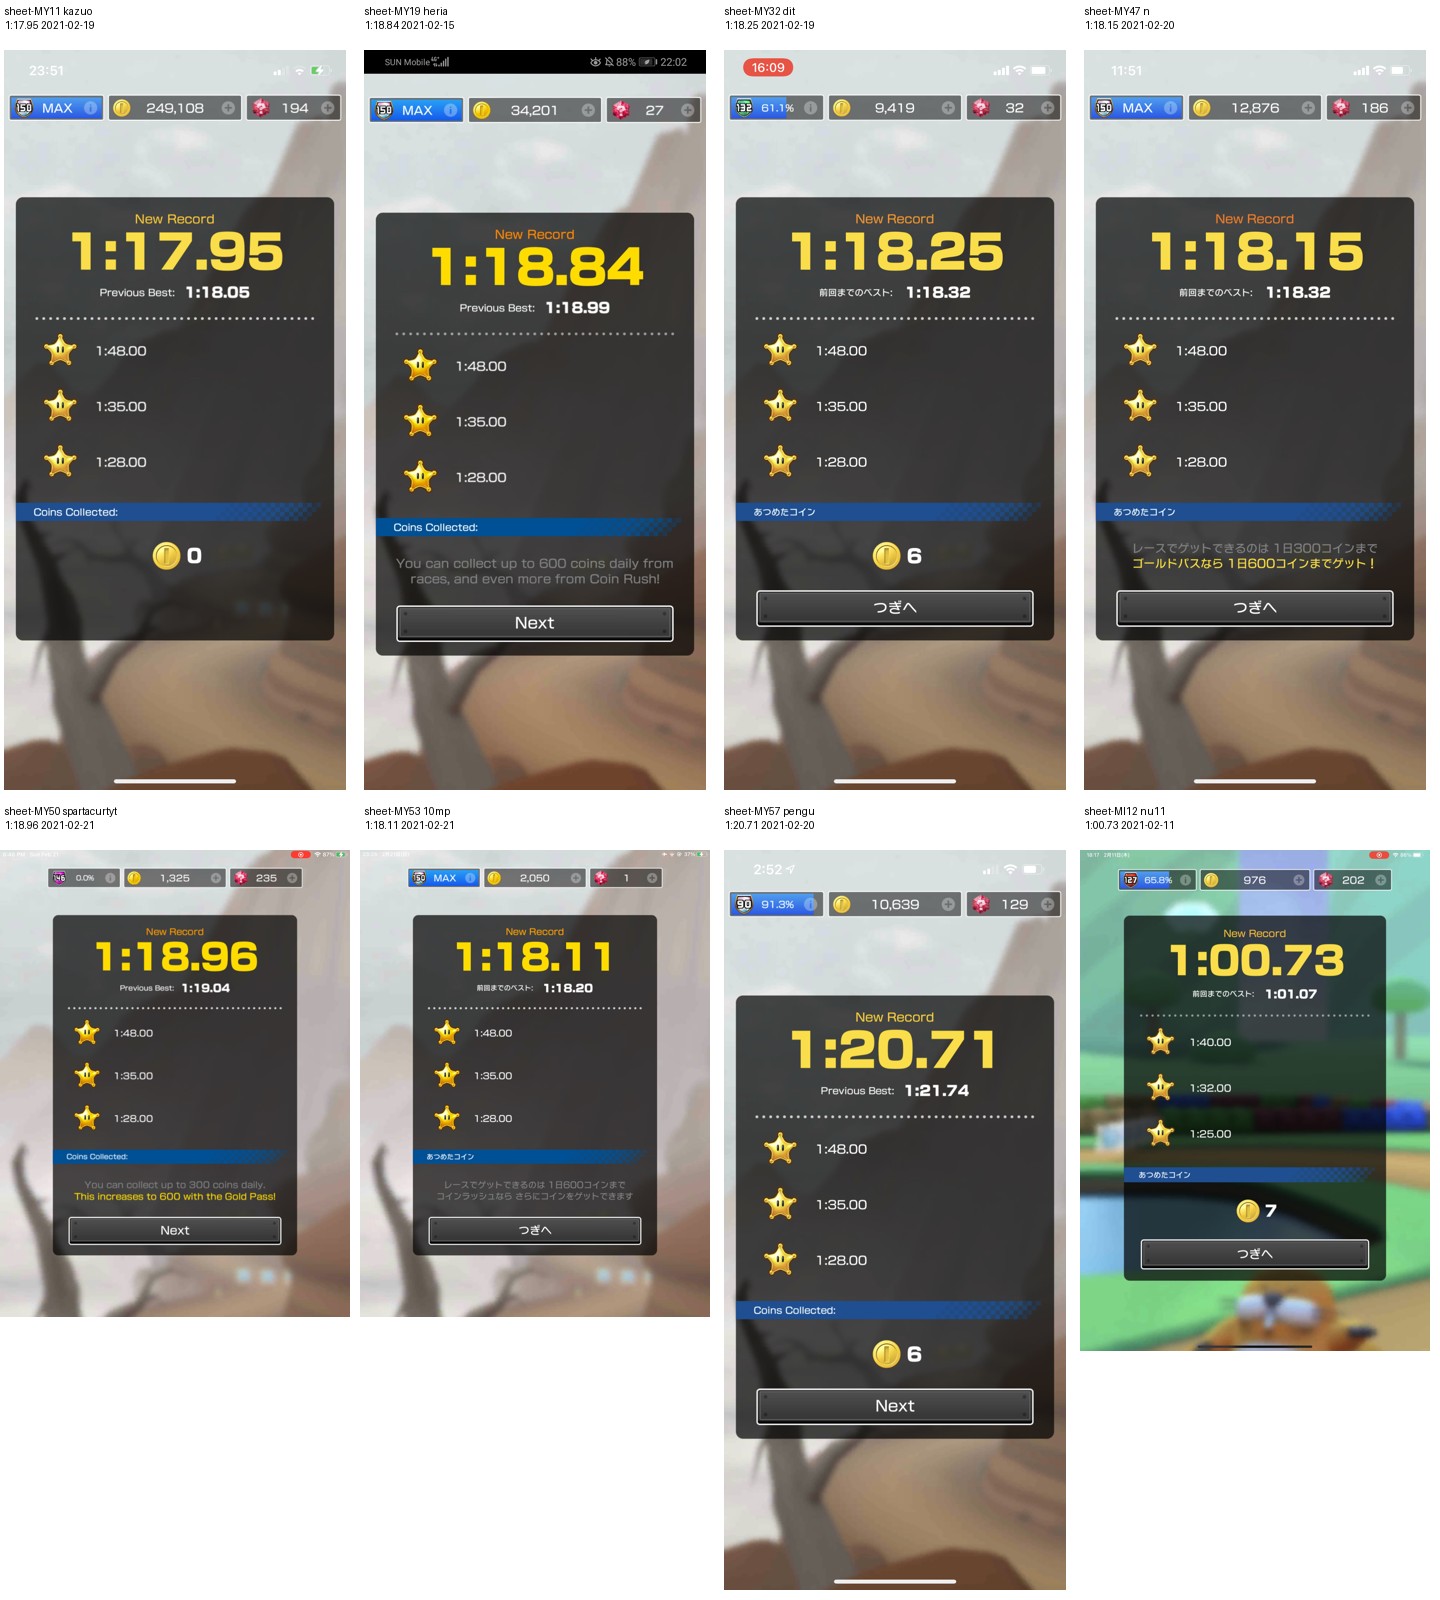 sheet-MY11 kazuo
1:17.95 2021-02-19
23:51
150 MAX 249,108 194
New Record
1:17.95
Previous Best: 1:18.05
1:48.00
1:35.00
1:28.00
Coins Collected:
0
sheet-MY19 heria
1:18.84 2021-02-15
SUN Mobile 88% 22:02
150 MAX 34,201 27
New Record
1:18.84
Previous Best: 1:18.99
1:48.00
1:35.00
1:28.00
Coins Collected:
You can collect up to 600 coins daily from
races, and even more from Coin Rush!
Next
sheet-MY32 dit
1:18.25 2021-02-19
16:09
132 61.1% 9,419 32
New Record
1:18.25
前回までのベスト: 1:18.32
1:48.00
1:35.00
1:28.00
あつめたコイン
6
つぎへ
sheet-MY47 n
1:18.15 2021-02-20
11:51
150 MAX 12,876 186
New Record
1:18.15
前回までのベスト: 1:18.32
1:48.00
1:35.00
1:28.00
あつめたコイン
レースでゲットできるのは 1日300コインまで
ゴールドパスなら 1日600コインまでゲット！
つぎへ
sheet-MY50 spartacurtyt
1:18.96 2021-02-21
87%
146 0.0% 1,325 235
New Record
1:18.96
Previous Best: 1:19.04
1:48.00
1:35.00
1:28.00
Coins Collected:
You can collect up to 300 coins daily.
This increases to 600 with the Gold Pass!
Next
sheet-MY53 10mp
1:18.11 2021-02-21
150 MAX 2,050 1
New Record
1:18.11
前回までのベスト: 1:18.20
1:48.00
1:35.00
1:28.00
あつめたコイン
レースでゲットできるのは 1日600コインまで
コインラッシュなら さらにコインをゲットできます
つぎへ
sheet-MY57 pengu
1:20.71 2021-02-20
2:52
90 91.3% 10,639 129
New Record
1:20.71
Previous Best: 1:21.74
1:48.00
1:35.00
1:28.00
Coins Collected:
6
Next
sheet-MI12 nu11
1:00.73 2021-02-11
127 65.8% 976 202
New Record
1:00.73
前回までのベスト: 1:01.07
1:40.00
1:32.00
1:25.00
あつめたコイン
7
つぎへ